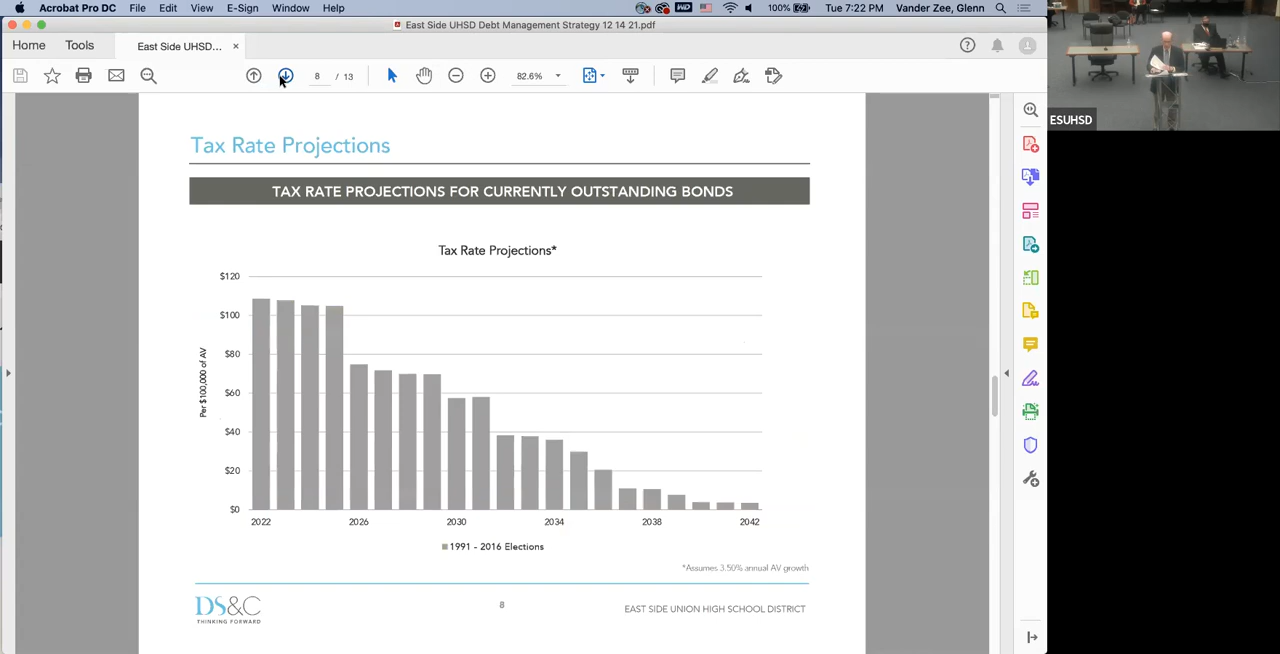 Acrobat Pro DC File Edit View E-Sign Window Help 100% Tue 7:22 PM Vander Zee, Glenn
East Side UHSD Debt Management Strategy 12 14 21.pdf
Home Tools East Side UHSD... ×
8 / 13 82.6%
ESUHSD
Tax Rate Projections
TAX RATE PROJECTIONS FOR CURRENTLY OUTSTANDING BONDS
Tax Rate Projections*
Per $100,000 of AV
$120
$100
$80
$60
$40
$20
$0
2022 2026 2030 2034 2038 2042
1991 - 2016 Elections
*Assumes 3.50% annual AV growth
DS&C
THINKING FORWARD
8
EAST SIDE UNION HIGH SCHOOL DISTRICT